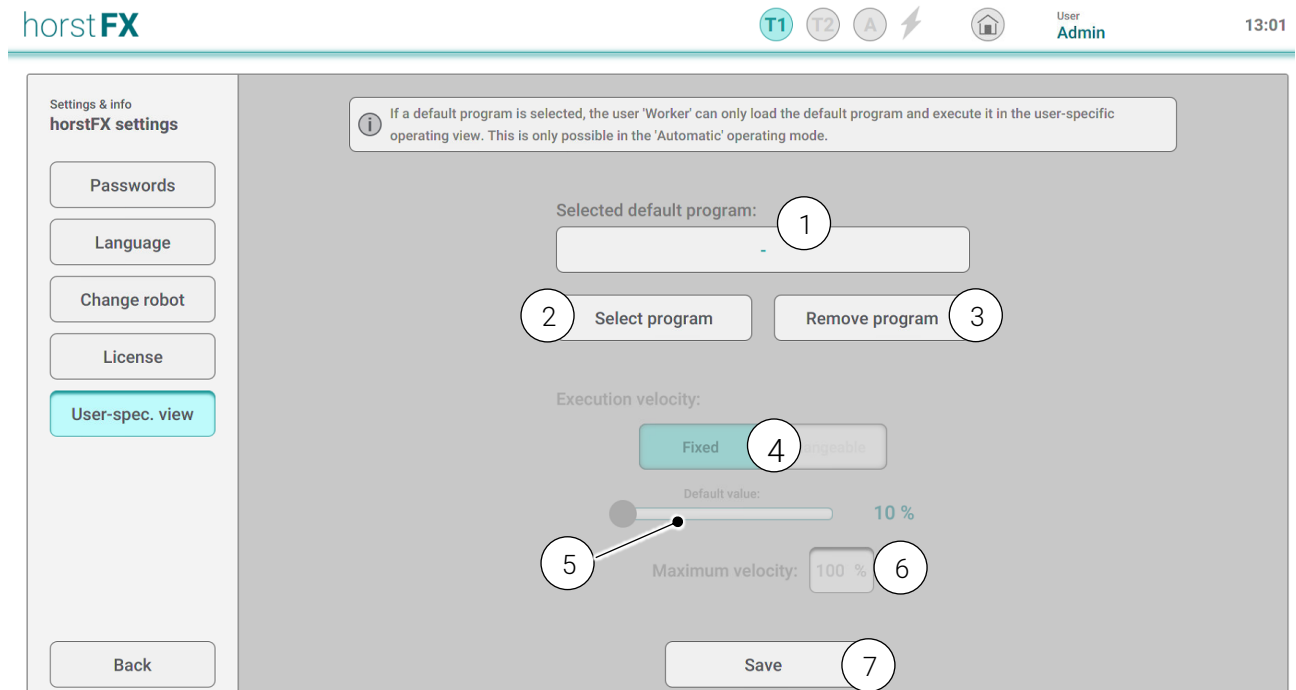 horstFX
T1 T2 A
User
Admin
13:01
Settings & info
horstFX settings
Passwords
Language
Change robot
License
User-spec. view
Back
If a default program is selected, the user 'Worker' can only load the default program and execute it in the user-specific
operating view. This is only possible in the 'Automatic' operating mode.
Selected default program:
1
-
2
Select program
Remove program
3
Execution velocity:
Fixed
4
Default value:
10 %
5
Maximum velocity:
100 %
6
Save
7